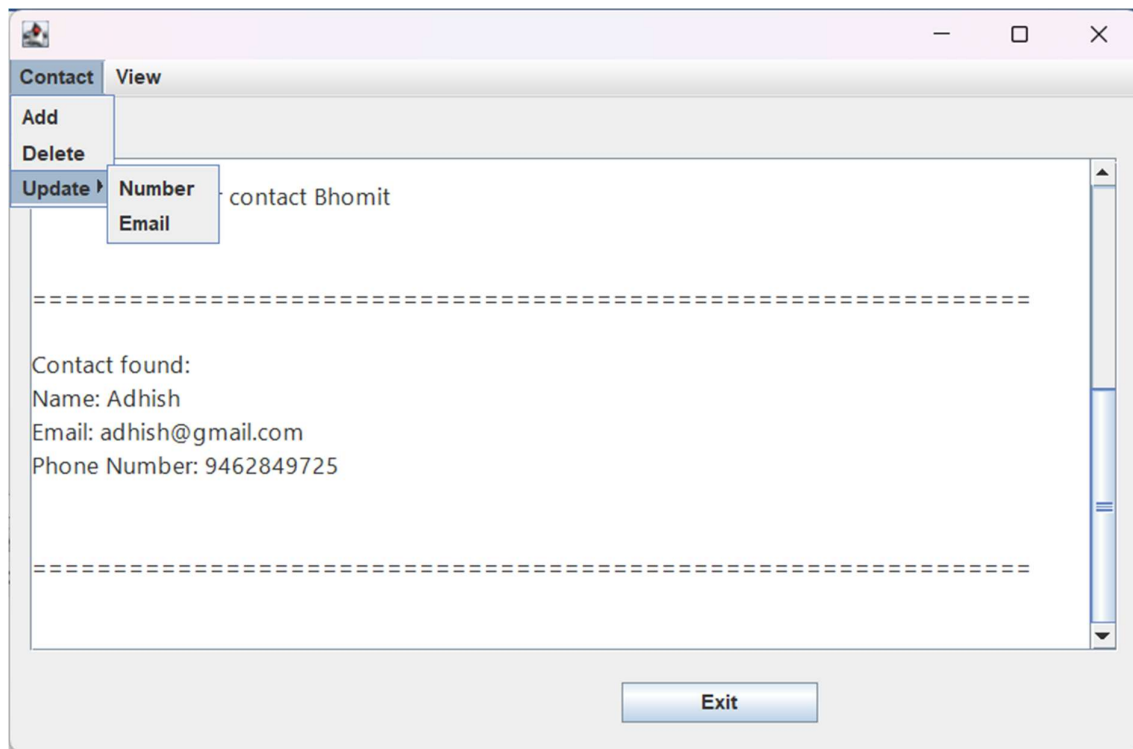 Contact View
Add
Delete
Update Number
Email
contact Bhomit
==============================================================
Contact found:
Name: Adhish
Email: adhish@gmail.com
Phone Number: 9462849725
==============================================================
Exit